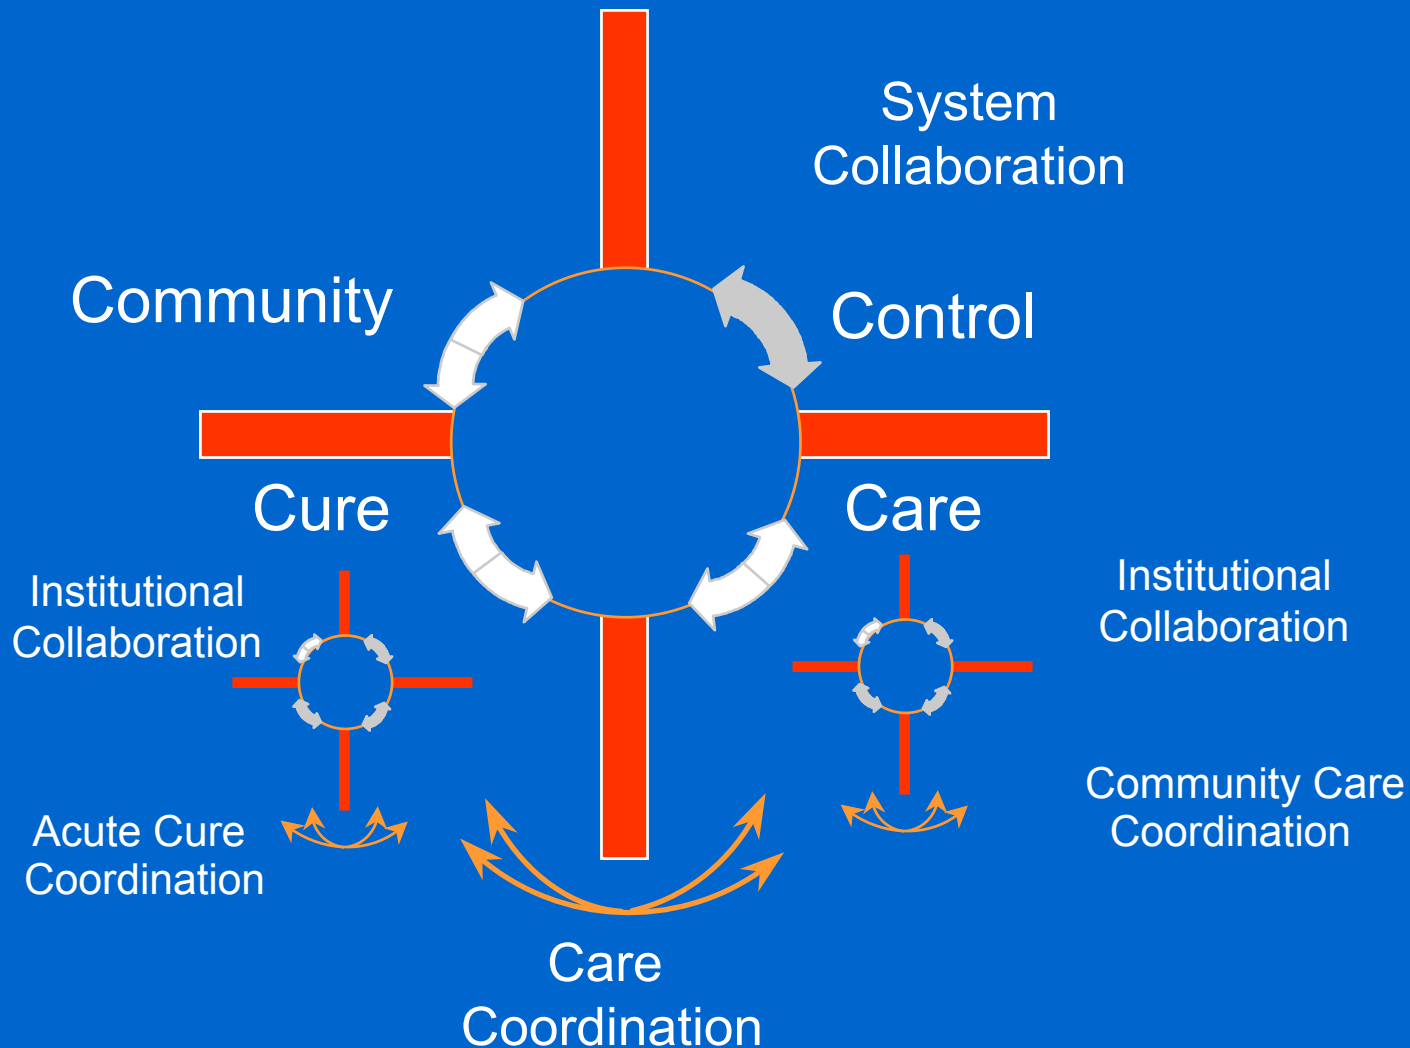 System
Collaboration
Community
Control
Cure
Care
Institutional
Collaboration
Institutional
Collaboration
Acute Cure
Coordination
Community Care
Coordination
Care
Coordination